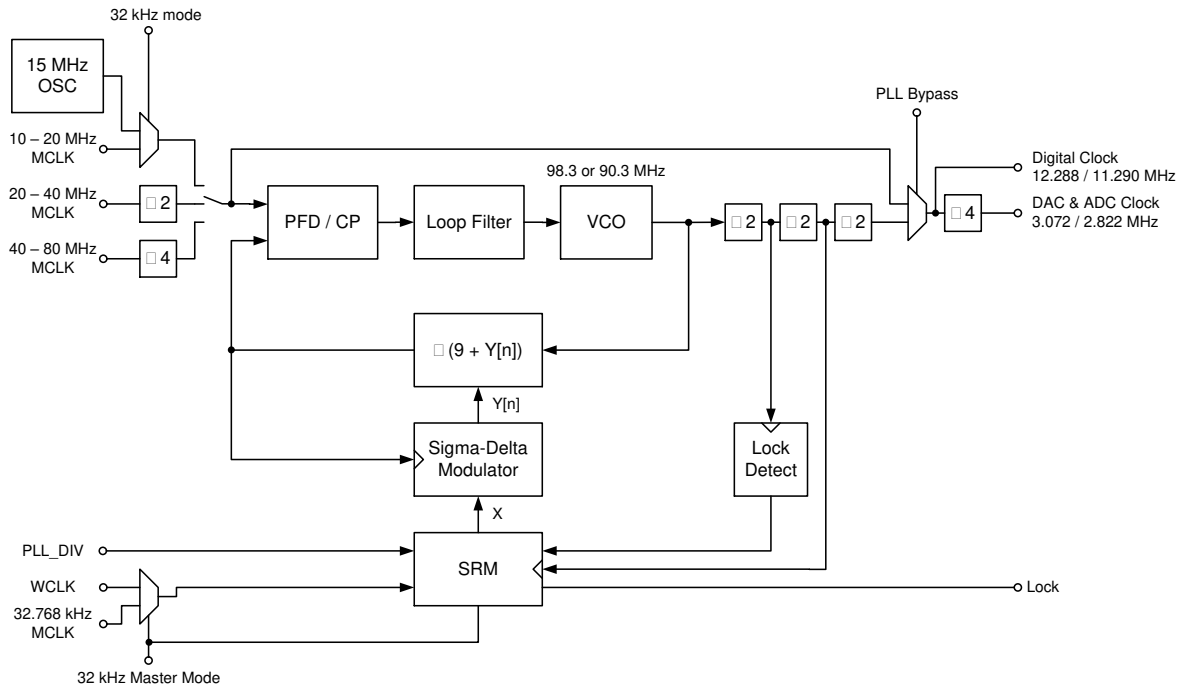 32 kHz mode
15 MHz
OSC
PLL Bypass
10 – 20 MHz
MCLK
98.3 or 90.3 MHz
Digital Clock
12.288 / 11.290 MHz
20 – 40 MHz
MCLK
□ 2
PFD / CP
Loop Filter
VCO
□ 2
□ 2
□ 2
□ 4
DAC & ADC Clock
3.072 / 2.822 MHz
40 – 80 MHz
MCLK
□ 4
□ (9 + Y[n])
Y[n]
Sigma-Delta
Modulator
Lock
Detect
X
PLL_DIV
SRM
WCLK
Lock
32.768 kHz
MCLK
32 kHz Master Mode